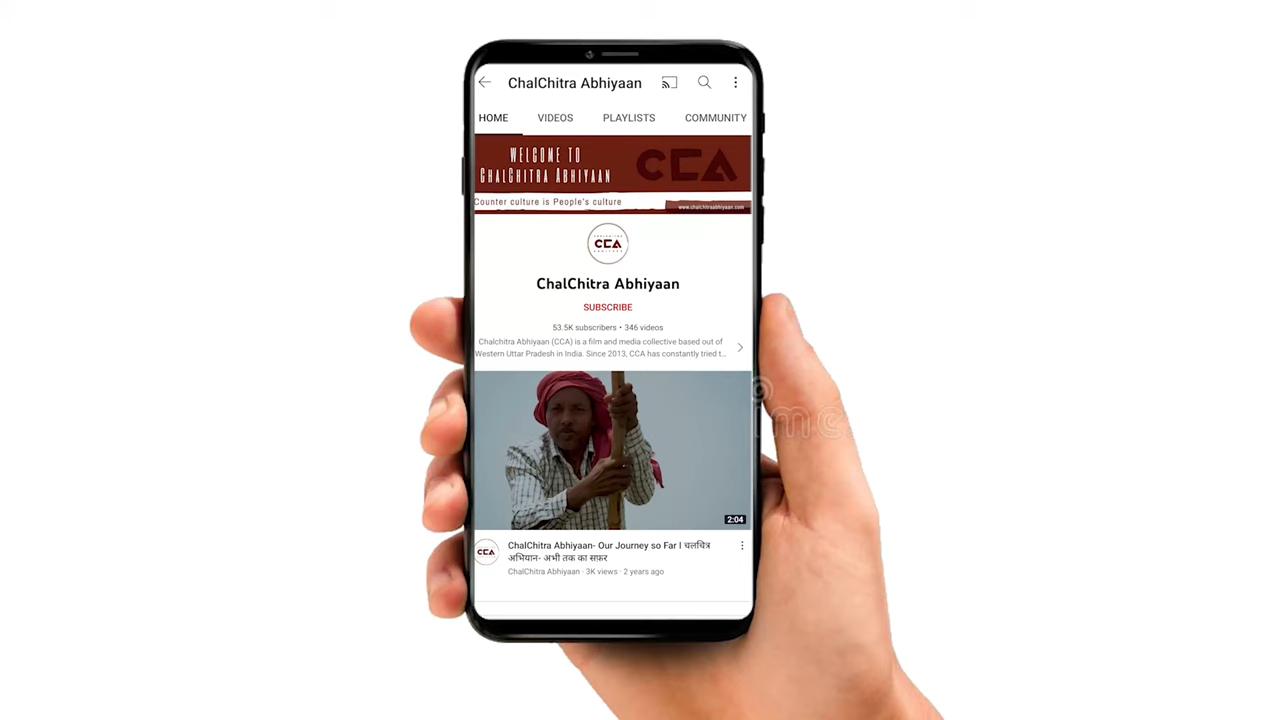 ChalChitra Abhiyaan
HOME VIDEOS PLAYLISTS COMMUNITY
WELCOME TO
CHALCHITRA ABHIYAAN
CCA
Counter culture is People's culture
www.chalchitraabhiyaan.com
CCA
ChalChitra Abhiyaan
SUBSCRIBE
53.5K subscribers • 346 videos
Chalchitra Abhiyaan (CCA) is a film and media collective based out of
Western Uttar Pradesh in India. Since 2013, CCA has constantly tried t...
2:04
CCA
ChalChitra Abhiyaan- Our Journey so Far I चलचित्र
अभियान- अभी तक का सफ़र
ChalChitra Abhiyaan · 3K views · 2 years ago